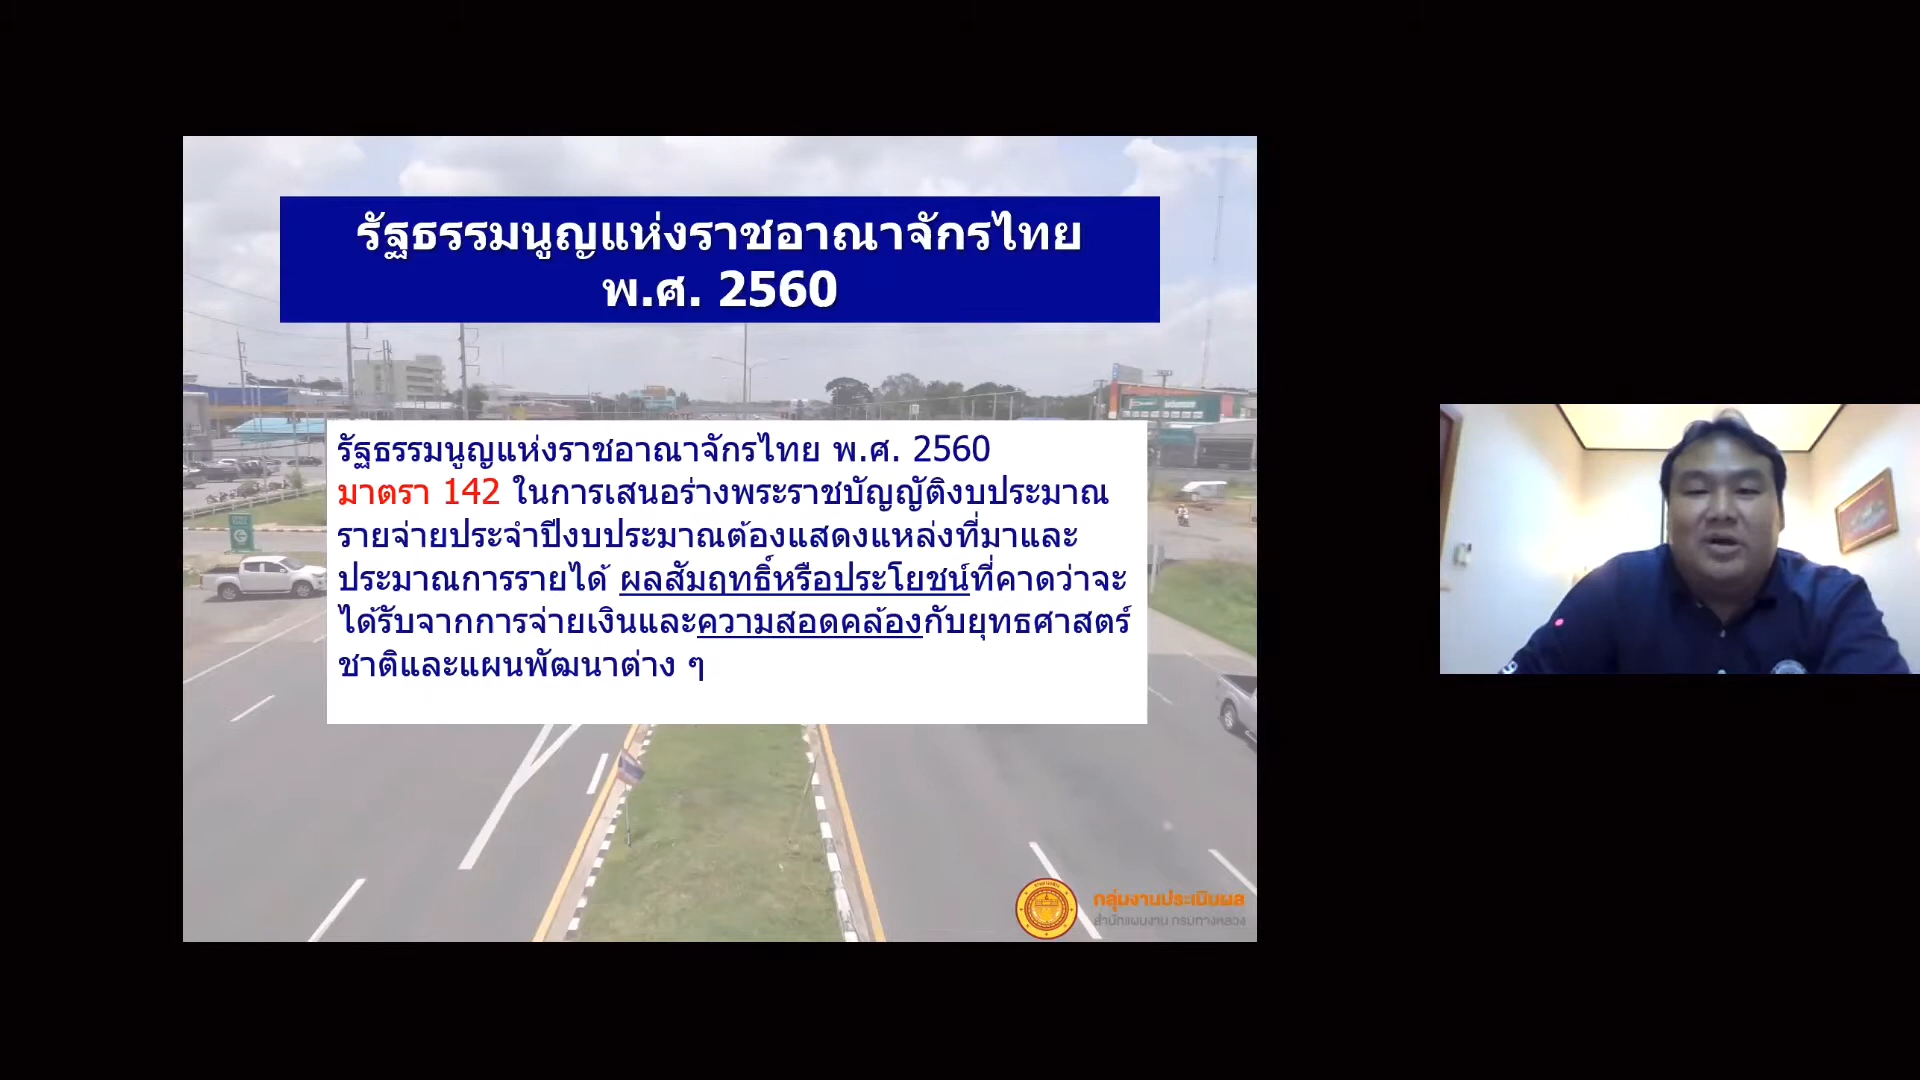 รัฐธรรมนูญแห่งราชอาณาจักรไทย
พ.ศ. 2560
รัฐธรรมนูญแห่งราชอาณาจักรไทย พ.ศ. 2560
มาตรา 142 ในการเสนอร่างพระราชบัญญัติงบประมาณ
รายจ่ายประจำปีงบประมาณต้องแสดงแหล่งที่มาและ
ประมาณการรายได้ ผลสัมฤทธิ์หรือประโยชน์ที่คาดว่าจะ
ได้รับจากการจ่ายเงินและความสอดคล้องกับยุทธศาสตร์
ชาติและแผนพัฒนาต่าง ๆ
กลุ่มงานประเมินผล
สำนักแผนงาน กรมทางหลวง